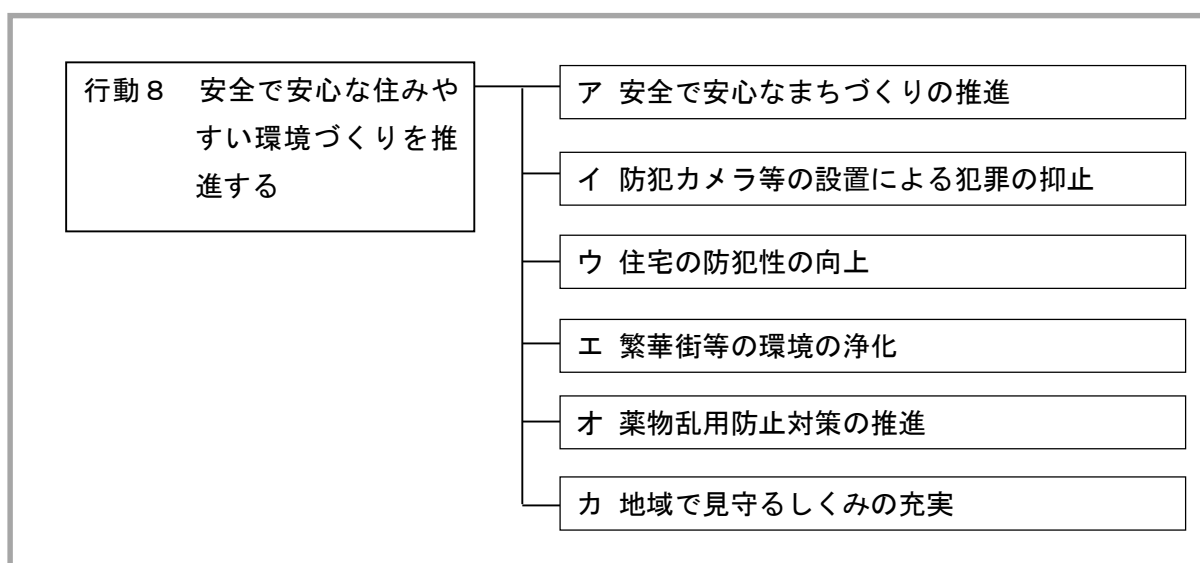 行動８　安全で安心な住みや
すい環境づくりを推
進する
ア 安全で安心なまちづくりの推進
イ 防犯カメラ等の設置による犯罪の抑止
ウ 住宅の防犯性の向上
エ 繁華街等の環境の浄化
オ 薬物乱用防止対策の推進
カ 地域で見守るしくみの充実